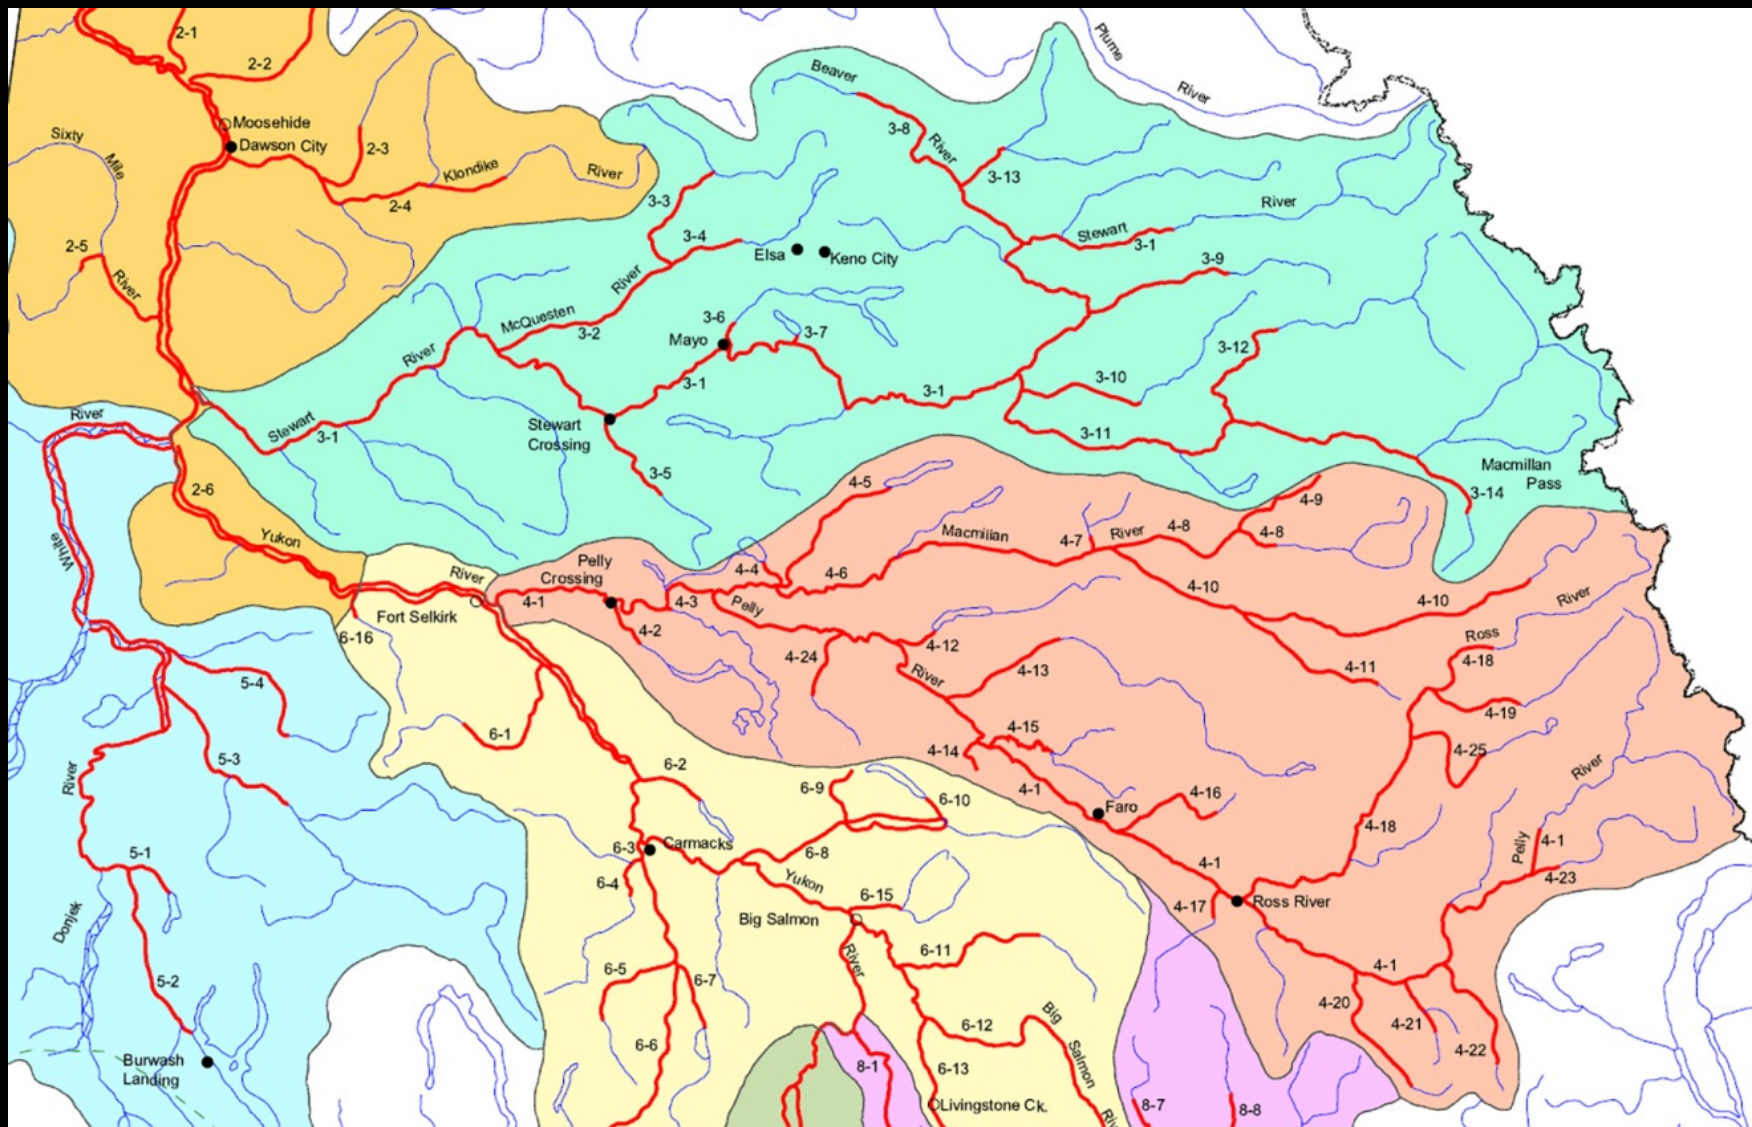 2-1
2-2
Moosehide
Dawson City
Sixty
Mile
2-3
Klondike
River
2-4
2-5
River
Plume
River
Beaver
3-8
River
3-13
3-3
3-4
Elsa
Keno City
Stewart
3-1
River
3-9
McQuesten
River
3-2
3-6
Mayo
3-7
3-12
River
3-1
3-1
3-10
Stewart
3-1
Stewart
Crossing
3-11
3-5
Macmillan
Pass
3-14
River
White
2-6
Yukon
4-5
4-9
Macmillan
4-7
River
4-8
4-8
River
Pelly
Crossing
4-4
4-6
4-10
4-10
River
Fort Selkirk
4-1
4-3
Pelly
4-2
6-16
4-24
4-12
Ross
4-18
4-11
River
4-13
5-4
6-1
4-19
4-15
4-14
4-25
5-3
River
6-2
4-1
River
6-9
6-10
Faro
4-16
4-18
6-3
Carmacks
6-8
4-1
Pelly
4-1
4-23
5-1
6-4
Yukon
6-15
4-17
Ross River
Donjek
Big Salmon
River
6-11
5-2
6-5
6-7
4-1
4-20
4-21
4-22
6-12
Big
Salmon
Riv
6-6
Burwash
Landing
8-1
6-13
Livingstone Ck.
8-7
8-8